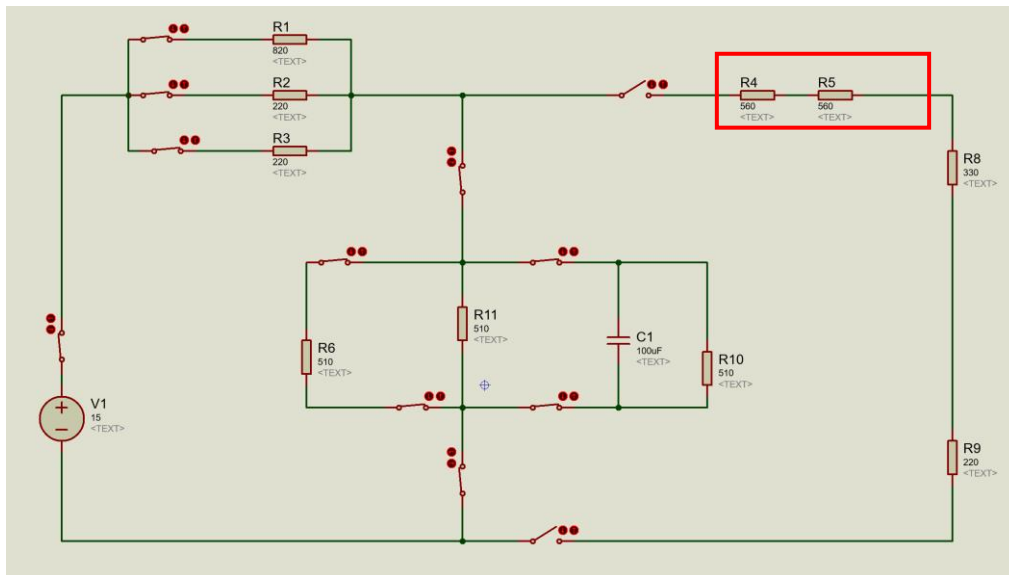 R1
820
<TEXT>
R2
220
<TEXT>
R3
220
<TEXT>
R4
560
<TEXT>
R5
560
<TEXT>
R8
330
<TEXT>
R11
510
<TEXT>
R6
510
<TEXT>
C1
100uF
<TEXT>
R10
510
<TEXT>
V1
15
<TEXT>
R9
220
<TEXT>